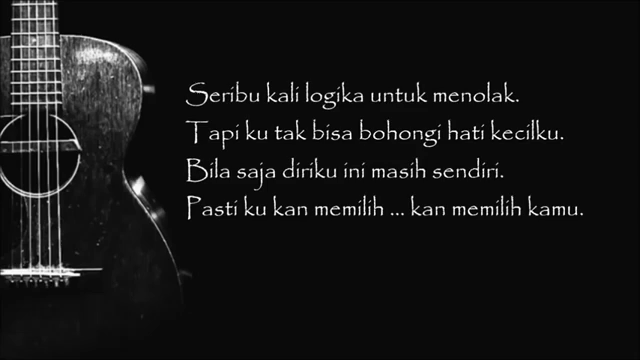 Seribu kali logika untuk menolak.
Tapi ku tak bisa bohongi hati kecilku.
Bila saja diriku ini masih sendiri.
Pasti ku kan memilih ... kan memilih kamu.